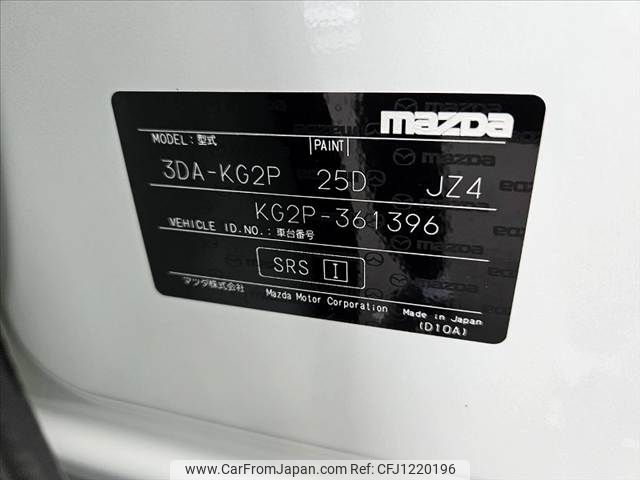 mazda
MODEL: 型式 PAINT
3DA-KG2P 25D JZ4
KG2P-361396
VEHICLE ID.NO.: 車台番号
SRS I
マツダ株式会社 Mazda Motor Corporation Made in Japan
(D10A)
www.CarFromJapan.com | CFJ1220196